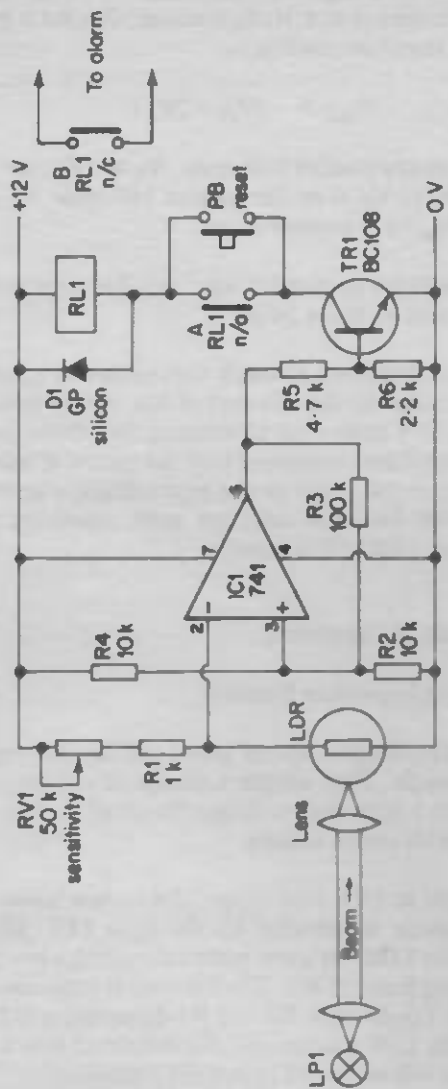 +12 V
0 V
RV1
50 k
sensitivity
R1
1 k
R4
10 k
LP1
Beam →
Lens
LDR
2
3
7
4
−
+
IC1
741
R2
10 k
R3
100 k
R5
4·7 k
R6
2·2 k
D1
GP
silicon
RL1
A
RL1
n/o
PB
reset
TR1
BC108
B
RL1
n/c
To alarm